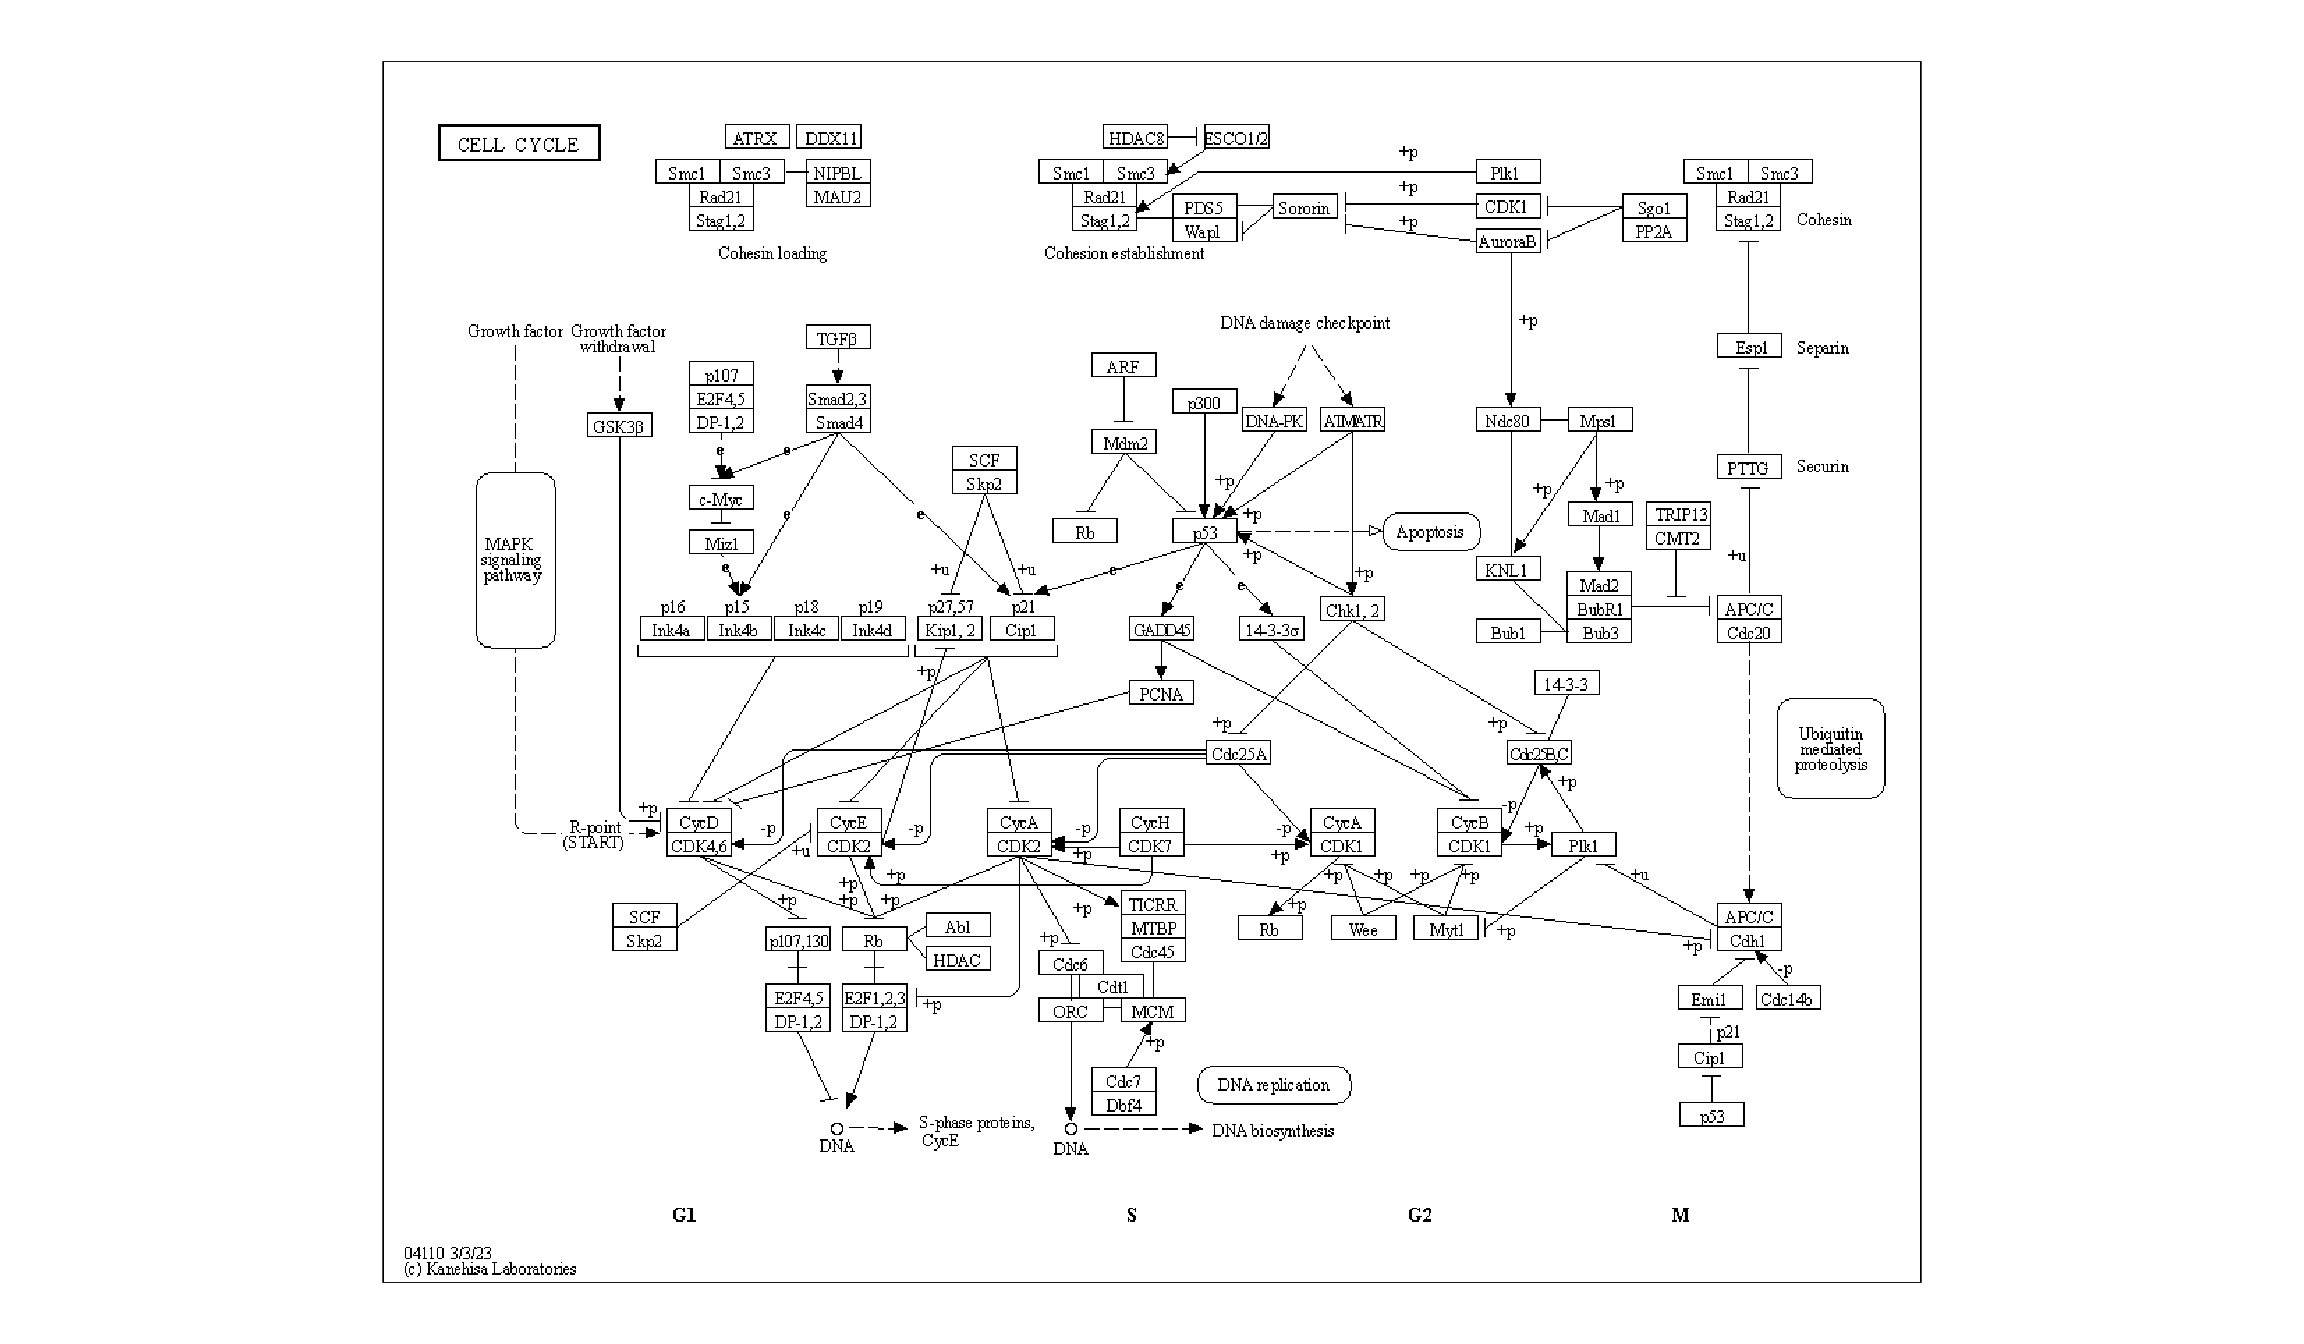 CELL CYCLE
ATRX DDX11
Smc1 Smc3 NIPBL
Rad21 MAU2
Stag1,2
Cohesin loading
HDAC8 ESCO1/2
Smc1 Smc3
Rad21
Stag1,2
PDS5
Wapl
Sororin
Cohesion establishment
+p
Plk1
+p
CDK1
+p
AuroraB
Sgo1
PP2A
Smc1 Smc3
Rad21
Stag1,2
Cohesin
Growth factor
Growth factor
withdrawal
TGFβ
DNA damage checkpoint
+p
Esp1
Separin
GSK3β
p107
E2F4,5
DP-1,2
Smad2,3
Smad4
e
e
ARF
p300
DNA-PK
ATMATR
Mdm2
SCF
Skp2
Ndc80
Mps1
PTTG
Securin
MAPK
signaling
pathway
c-Myc
Miz1
e
e
e
Rb
p53
+p
+p
+p
Apoptosis
+p
+p
Mad1
TRIP13
CMT2
+u
KNL1
Mad2
BubR1
Bub3
Bub1
APC/C
Cdc20
+u
+u
e
e
e
+p
Chk1, 2
p16
Ink4a
p15
Ink4b
p18
Ink4c
p19
Ink4d
p27,57
Kip1, 2
p21
Cip1
GADD45
14-3-3σ
+p
PCNA
14-3-3
+p
+p
Cdc25A
Cdc25B,C
Ubiquitin
mediated
proteolysis
R-point
(START)
+p
CycD
CDK4,6
-p
+u
CycE
CDK2
-p
CycA
CDK2
-p
+p
CycH
CDK7
-p
+p
CycA
CDK1
CycB
CDK1
-p
+p
+p
Plk1
+u
SCF
Skp2
+p
+p
+p
+p
+p
+p
+p
+p
+p
+p
+p
p107,130
Rb
Abl
HDAC
+p
+p
TICRR
MTBP
Cdc45
Rb
Wee
Myt1
+p
+p
APC/C
Cdh1
E2F4,5
DP-1,2
E2F1,2,3
DP-1,2
+p
Cdc6
Cdt1
ORC
MCM
+p
Cdc7
Dbf4
-p
Emi1
Cdc14b
p21
Cip1
p53
DNA
S-phase proteins,
CycE
DNA
DNA replication
DNA biosynthesis
G1 S G2 M
04110 3/3/23
(c) Kanehisa Laboratories